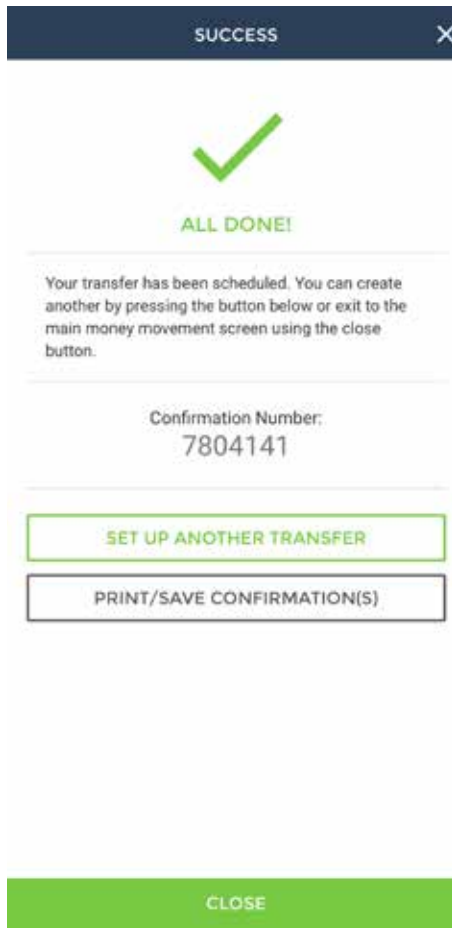 SUCCESS
ALL DONE!
Your transfer has been scheduled. You can create
another by pressing the button below or exit to the
main money movement screen using the close
button.
Confirmation Number:
7804141
SET UP ANOTHER TRANSFER
PRINT/SAVE CONFIRMATION(S)
CLOSE